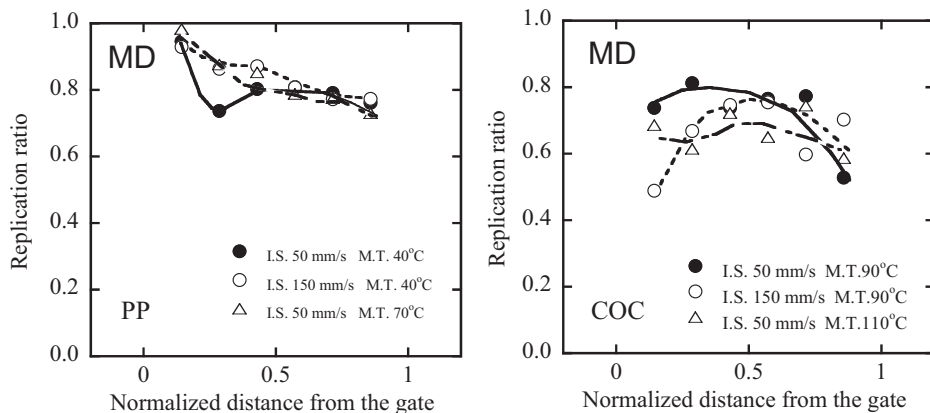 MD
Replication ratio
1.0
0.8
0.6
0.4
0.2
0.0
I.S. 50 mm/s M.T. 40°C
I.S. 150 mm/s M.T. 40°C
I.S. 50 mm/s M.T. 70°C
PP
0
0.5
1
Normalized distance from the gate
MD
Replication ratio
1.0
0.8
0.6
0.4
0.2
0.0
I.S. 50 mm/s M.T.90°C
I.S. 150 mm/s M.T.90°C
I.S. 50 mm/s M.T.110°C
COC
0
0.5
1
Normalized distance from the gate